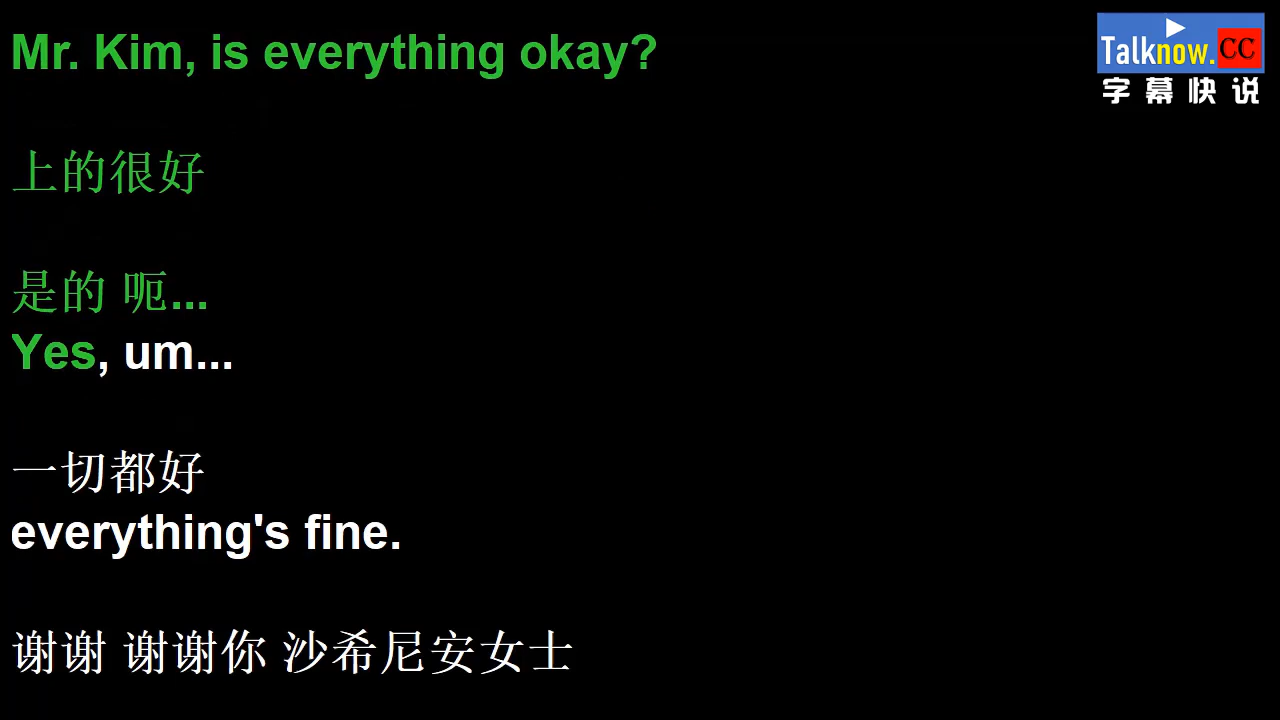 Mr. Kim, is everything okay?
Talknow.CC
字幕快说
上的很好
是的 呃...
Yes, um...
一切都好
everything's fine.
谢谢 谢谢你 沙希尼安女士